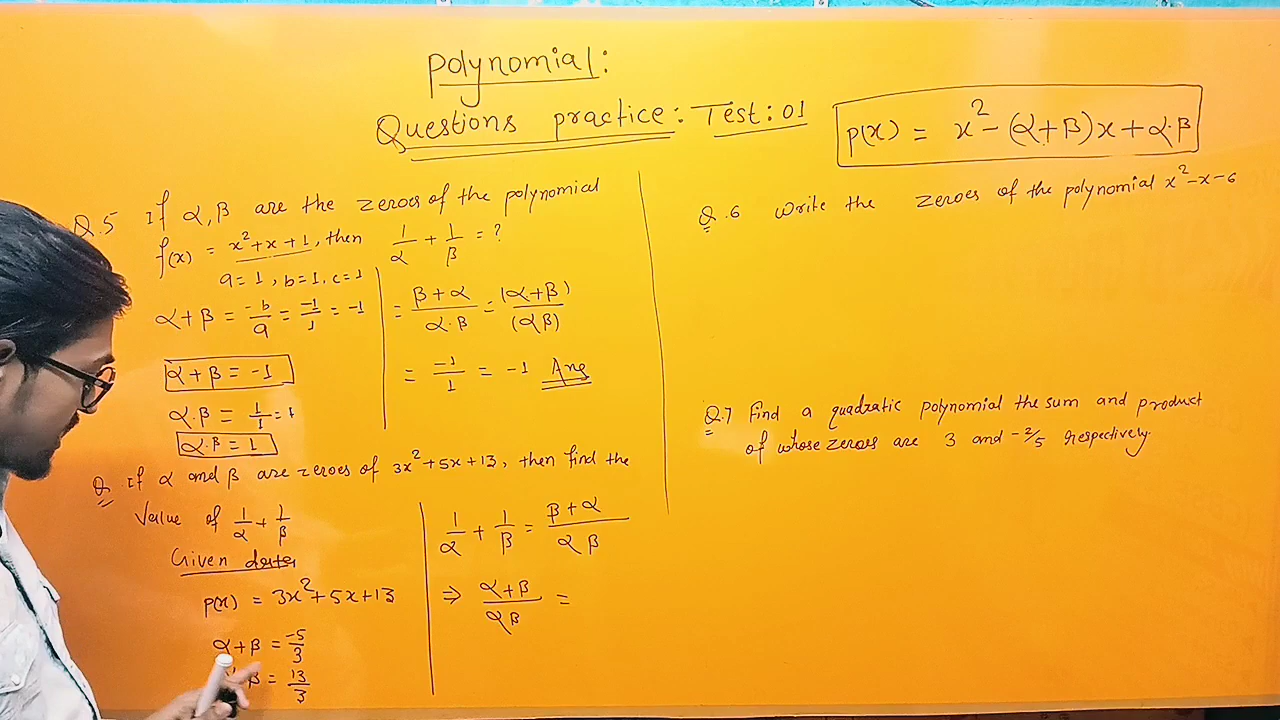 Polynomial:
Questions practice: Test: 01
p(x) = x² - (α+β)x + α.β
Q.5 If α, β are the zeroes of the polynomial
f(x) = x²+x+1, then 1/α + 1/β = ?
a=1, b=1, c=1
α+β = -b/a = -1/1 = -1
α+β = -1
α.β = 1/1 = 1
α.β = 1
= β+α/α.β = (α+β)/(αβ)
= -1/1 = -1 Ans
Q If α and β are zeroes of 3x²+5x+13, then find the
value of 1/α + 1/β
Given data
p(x) = 3x²+5x+13
α+β = -5/3
β = 13/3
1/α + 1/β = β+α/αβ
⇒ α+β/αβ =
Q.6 Write the zeroes of the polynomial x²-x-6
Q.7 Find a quadratic polynomial the sum and product
of whose zeroes are 3 and -2/5 respectively.